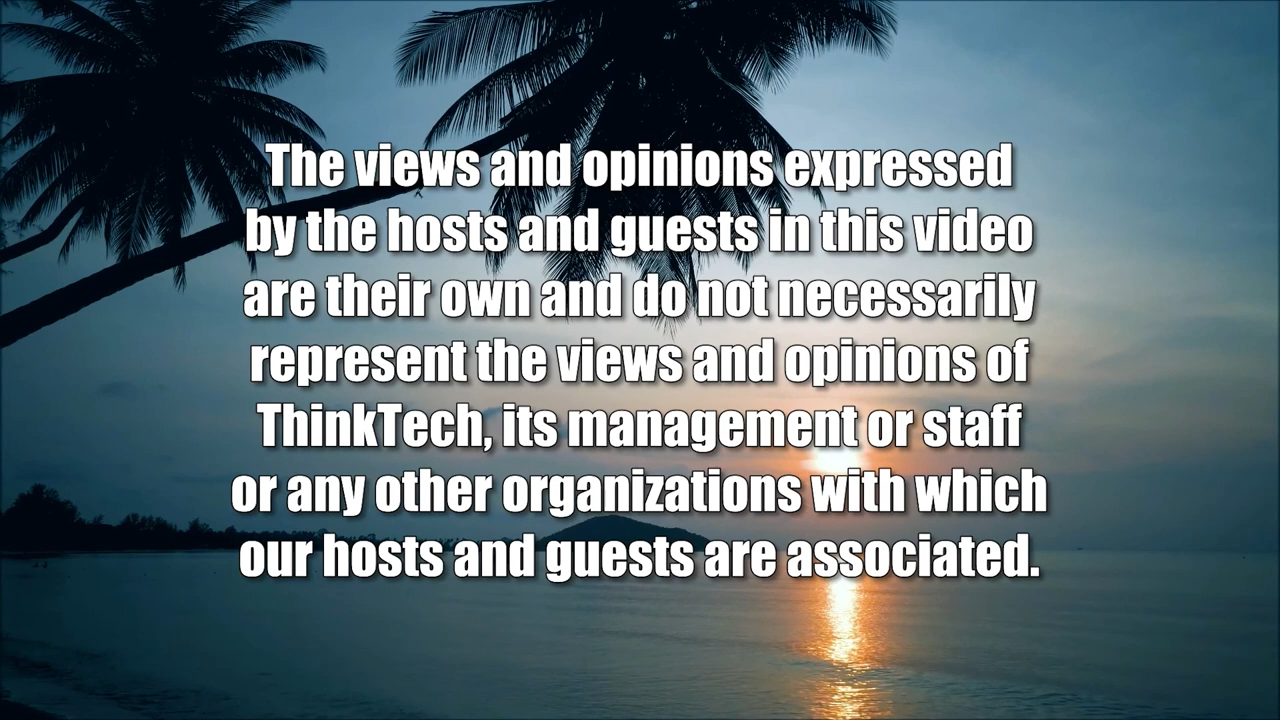 The views and opinions expressed
by the hosts and guests in this video
are their own and do not necessarily
represent the views and opinions of
ThinkTech, its management or staff
or any other organizations with which
our hosts and guests are associated.